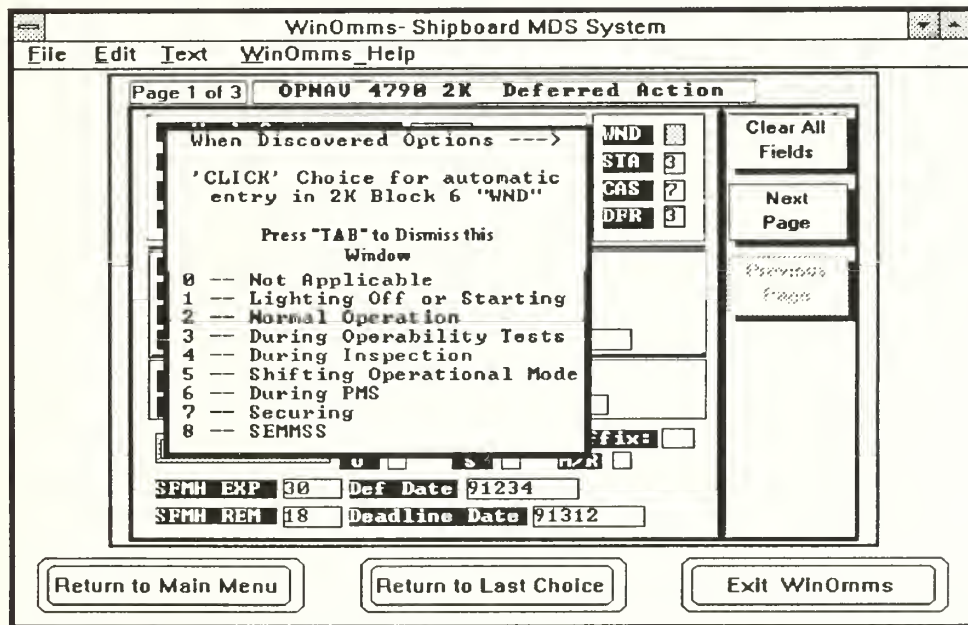 WinOmms- Shipboard MDS System
File Edit Text WinOmms_Help
Page 1 of 3 OPNAV 4790 2K Deferred Action
When Discovered Options --->
'CLICK' Choice for automatic
entry in 2K Block 6 "WND"
Press "TAB" to Dismiss this
Window
0 -- Not Applicable
1 -- Lighting Off or Starting
2 -- Normal Operation
3 -- During Operability Tests
4 -- During Inspection
5 -- Shifting Operational Mode
6 -- During PMS
7 -- Securing
8 -- SEMMSS
WND
STA 3
CAS 7
DFR 3
Clear All
Fields
Next
Page
Previous
Page
ffix:
SFMH EXP 30 Def Date 91234
SFMH REM 18 Deadline Date 91312
Return to Main Menu Return to Last Choice Exit WinOmms